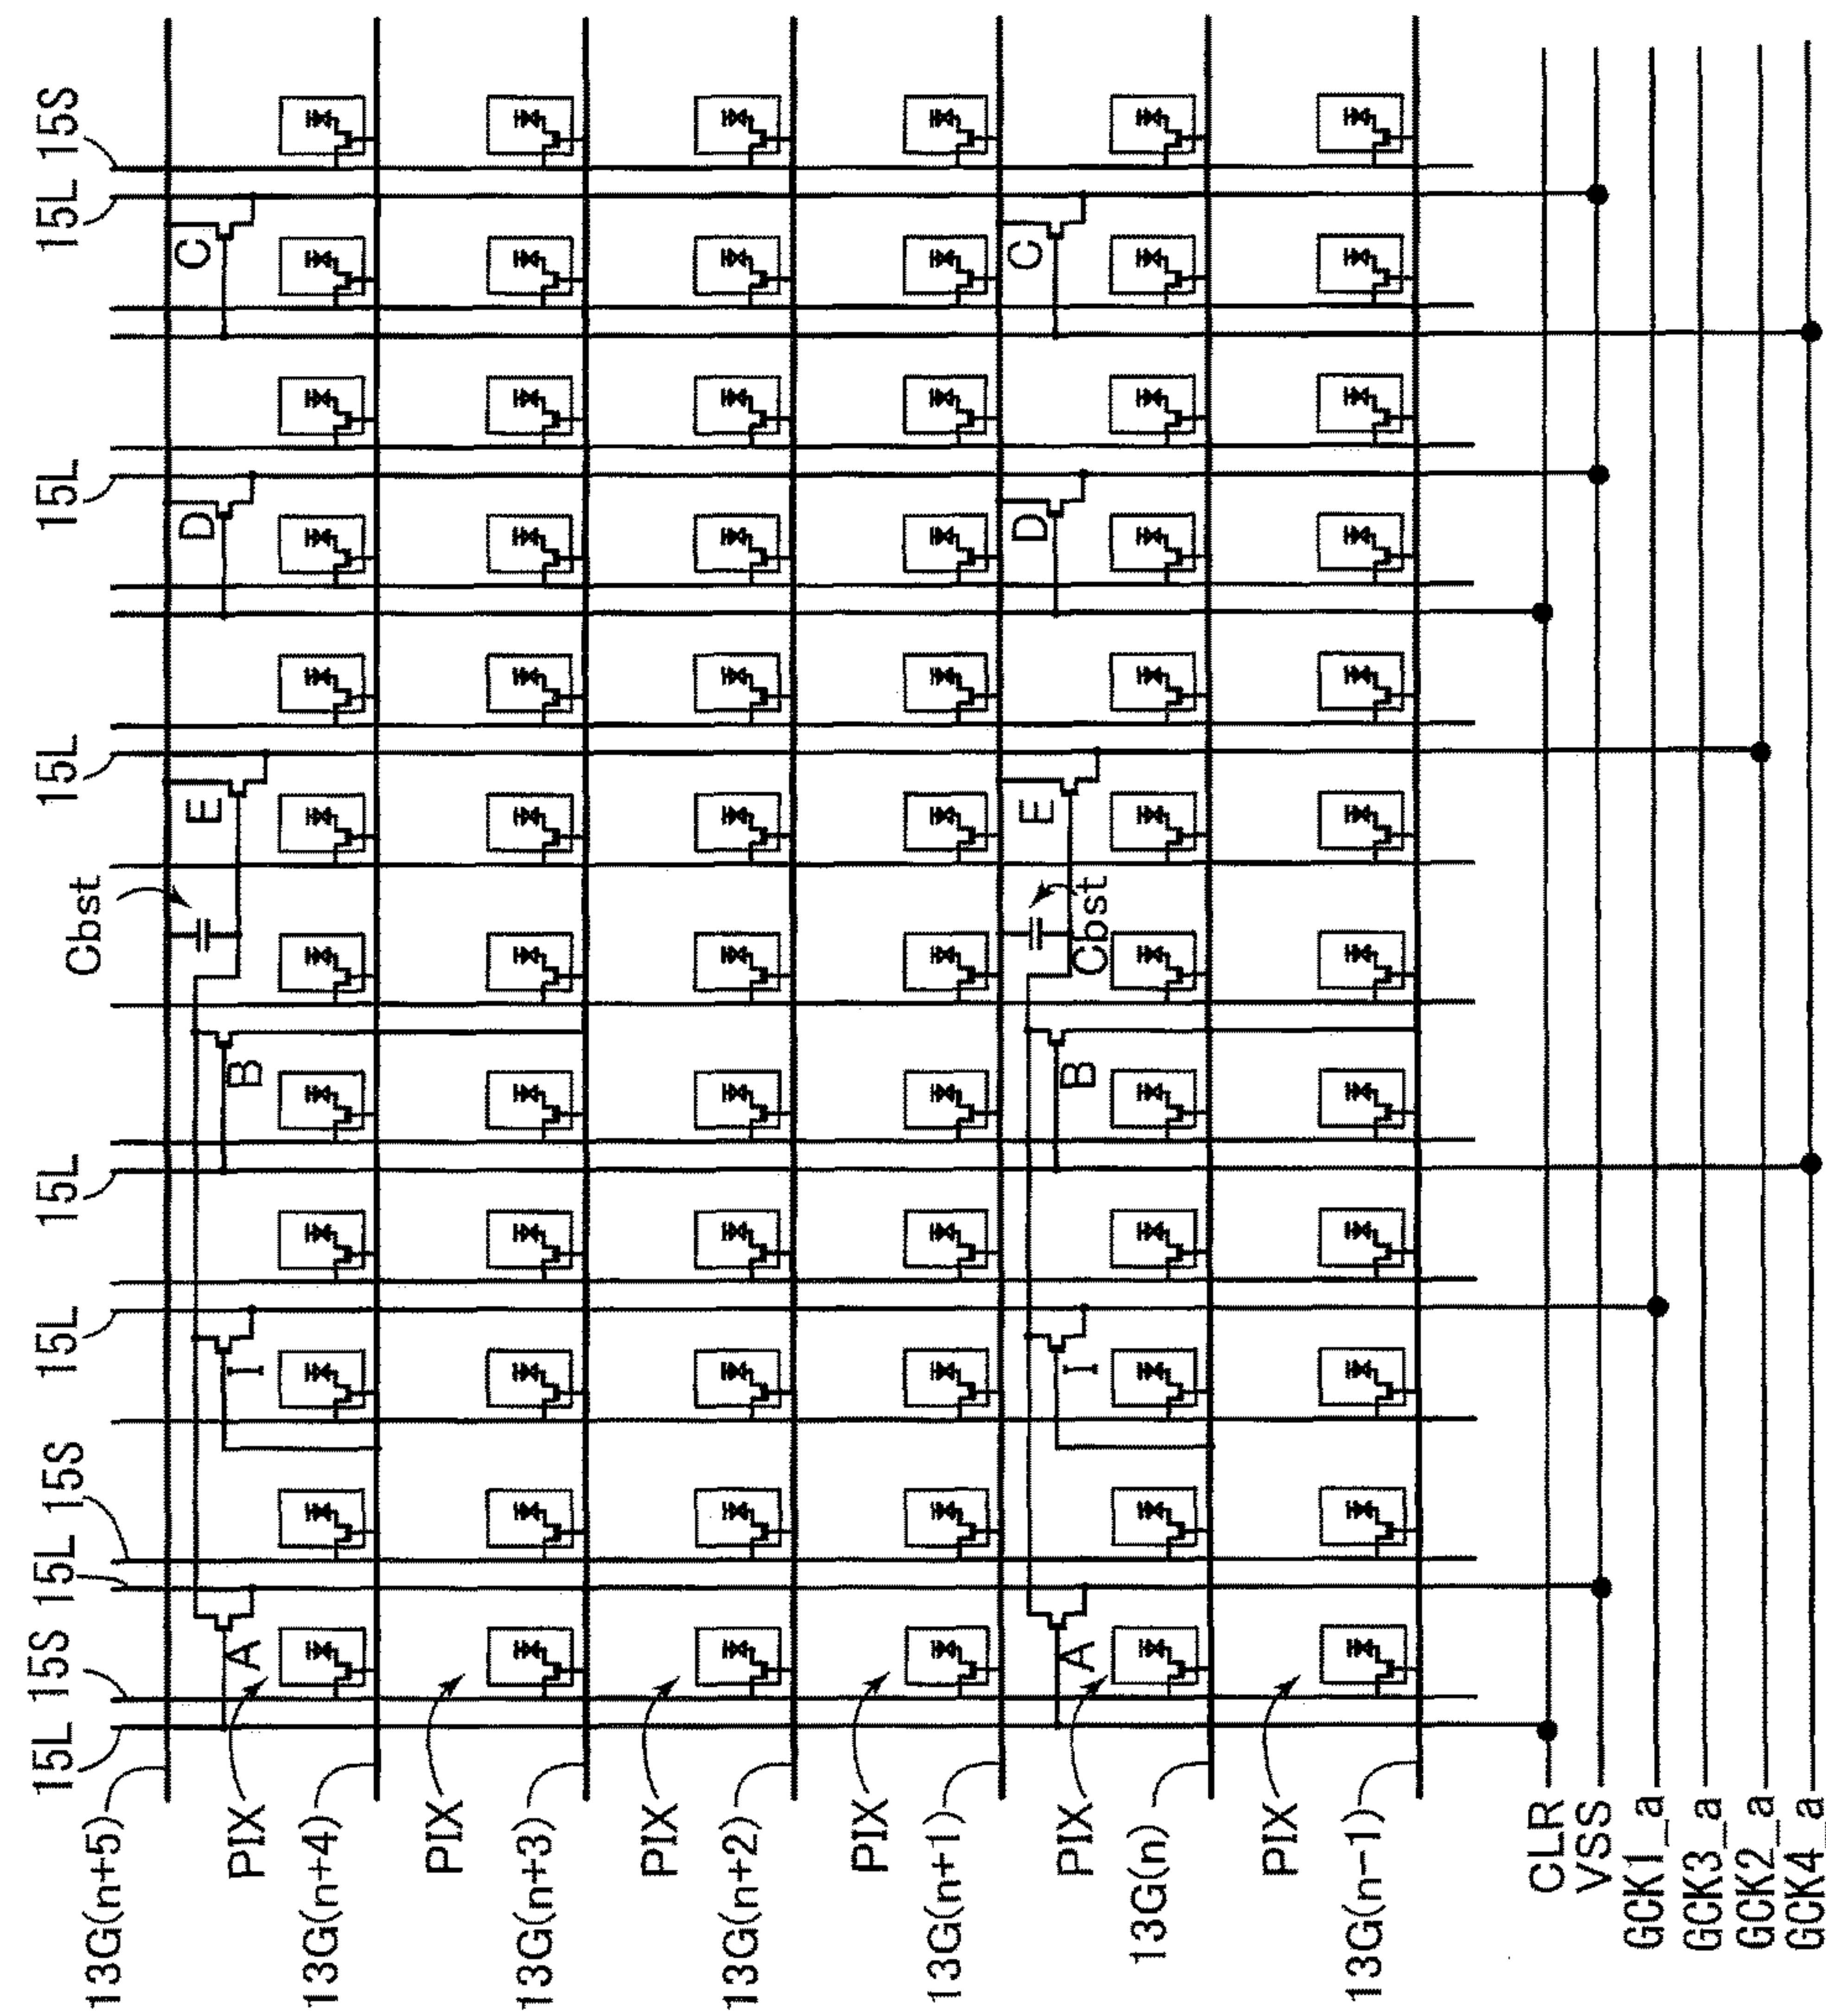 15L
15S
15L
15S
15L
15L
Cbst
15L
15L
15L
15S
13G(n+5)
A
I
B
E
D
C
PIX
13G(n+4)
PIX
13G(n+3)
PIX
13G(n+2)
PIX
13G(n+1)
A
I
B
Cbst
E
D
C
PIX
13G(n)
PIX
13G(n-1)
CLR
VSS
GCK1_a
GCK3_a
GCK2_a
GCK4_a